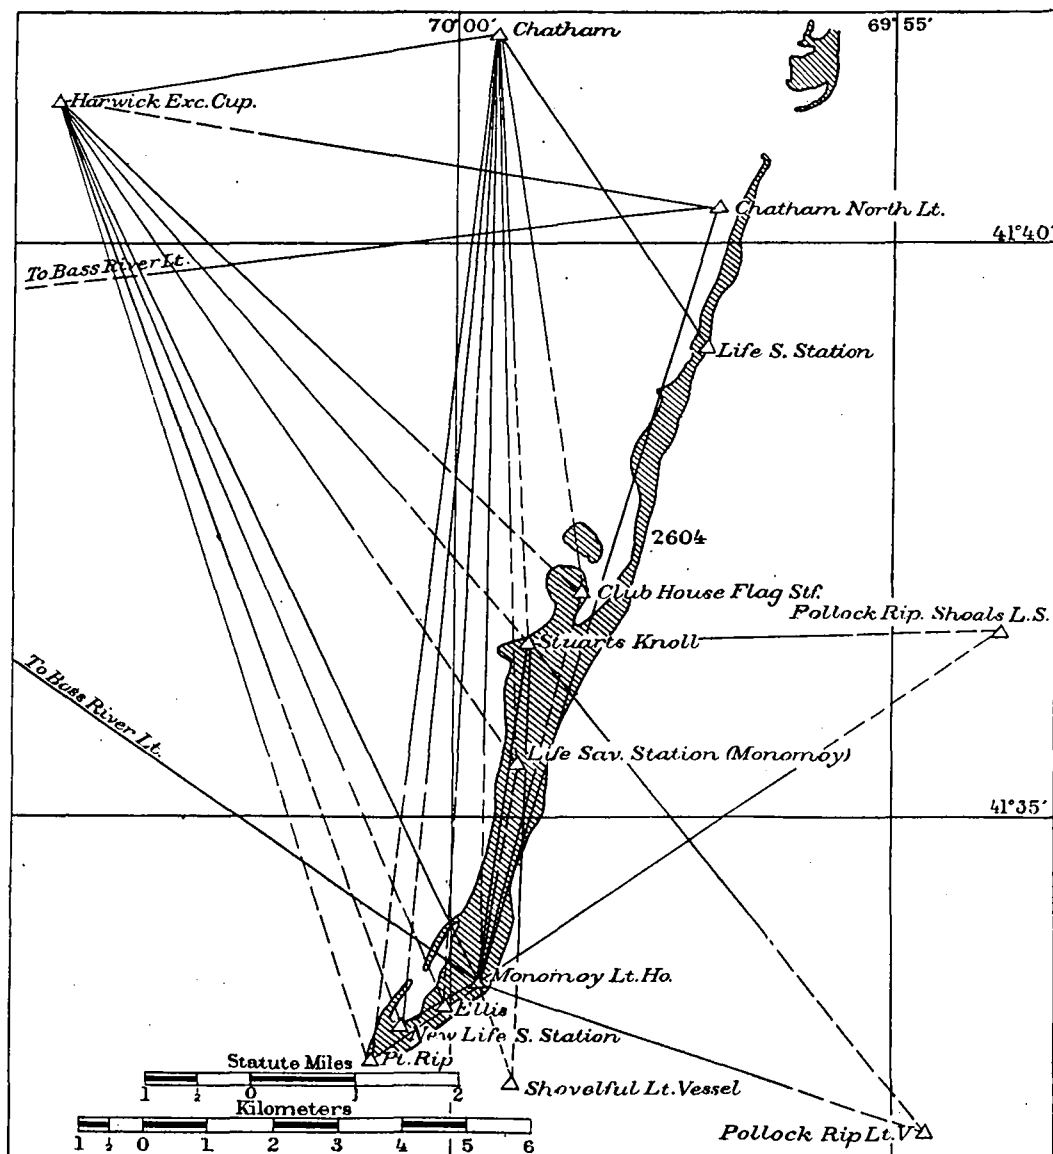 70°00′
69°55′
Chatham
Harwick Exc. Cup.
Chatham North Lt.
41°40′
To Bass River Lt.
Life S. Station
2604
Club House Flag Stf.
Pollock Rip. Shoals L.S.
Stuarts Knoll
To Bass River Lt.
Life Sav. Station (Monomoy)
41°35′
Monomoy Lt. Ho.
Ellis
New Life S. Station
Pt. Rip
Statute Miles
1 ½ 0 1 2
Shovelful Lt. Vessel
Kilometers
1 ½ 0 1 2 3 4 5 6
Pollock Rip Lt. V.